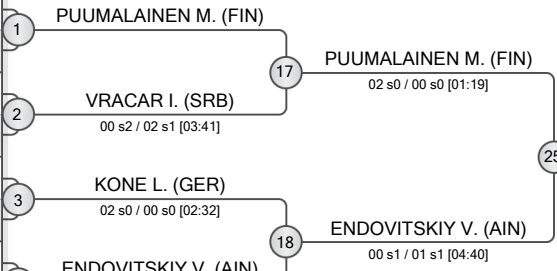 1
PUUMALAINEN M. (FIN)
17
PUUMALAINEN M. (FIN)
02 s0 / 00 s0 [01:19]
2
VRACAR I. (SRB)
00 s2 / 02 s1 [03:41]
25
3
KONE L. (GER)
02 s0 / 00 s0 [02:32]
18
ENDOVITSKIY V. (AIN)
00 s1 / 01 s1 [04:40]
ENDOVITSKIY V. (AIN)